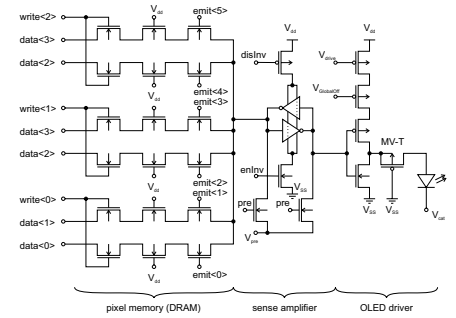 write<2>
V_dd
emit<5>
data<3>
data<2>
emit<4>
emit<3>
write<1>
data<3>
data<2>
V_dd
emit<2>
emit<1>
write<0>
data<1>
data<0>
V_dd
emit<0>
V_dd
disInv
enInv
V_SS
pre
pre
V_pre
V_dd
V_drive
V_GlobalOff
MV-T
V_SS
V_SS
V_cat
pixel memory (DRAM)
sense amplifier
OLED driver